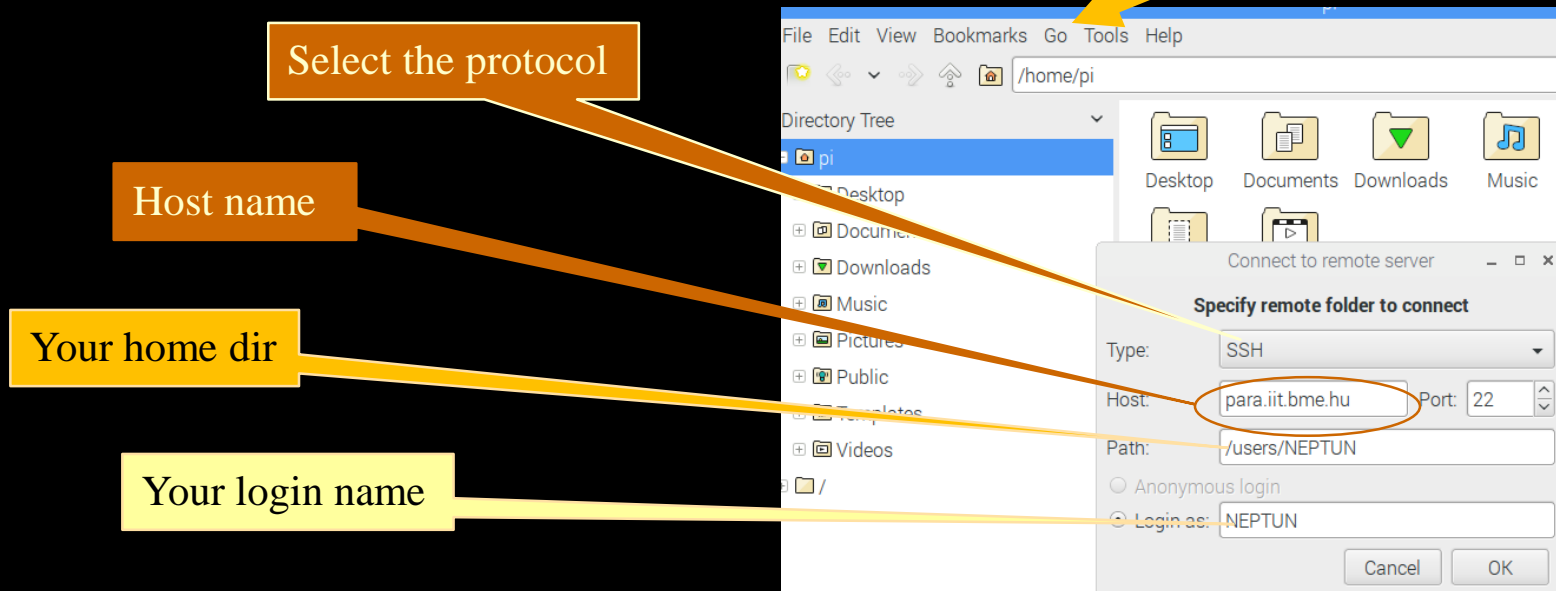 Select the protocol
Host name
Your home dir
Your login name
File Edit View Bookmarks Go Tools Help
/home/pi
Directory Tree
pi
Desktop
Documen
Downloads
Music
Pictures
Public
Templates
Videos
/
Desktop Documents Downloads Music
Connect to remote server
Specify remote folder to connect
Type: SSH
Host: para.iit.bme.hu Port: 22
Path: /users/NEPTUN
Anonymous login
Login as: NEPTUN
Cancel OK